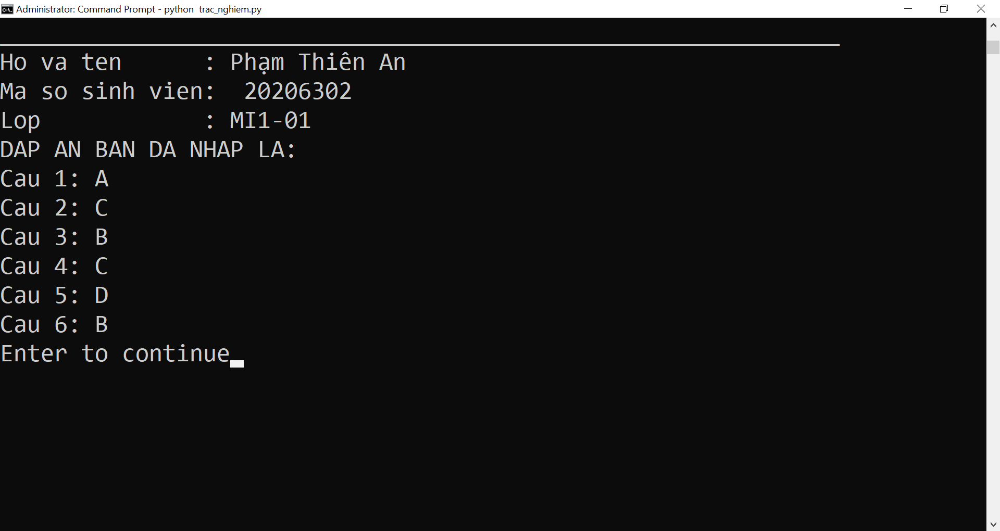 Administrator: Command Prompt - python  trac_nghiem.py
Ho va ten      : Phạm Thiên An
Ma so sinh vien:  20206302
Lop            : MI1-01
DAP AN BAN DA NHAP LA:
Cau 1: A
Cau 2: C
Cau 3: B
Cau 4: C
Cau 5: D
Cau 6: B
Enter to continue